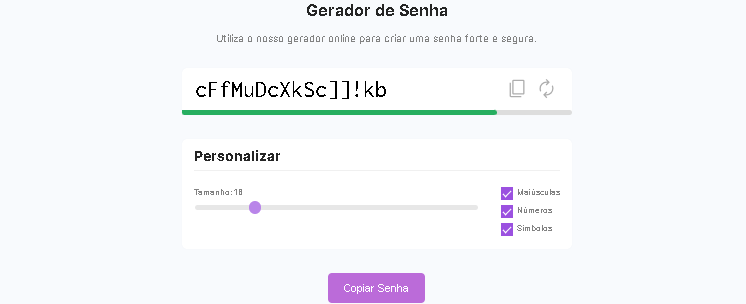 Gerador de Senha
Utilize o nosso gerador online para criar uma senha forte e segura.
cFfMuDcXkSc]]!kb
Personalizar
Tamanho: 16
Maiúsculas
Números
Símbolos
Copiar Senha